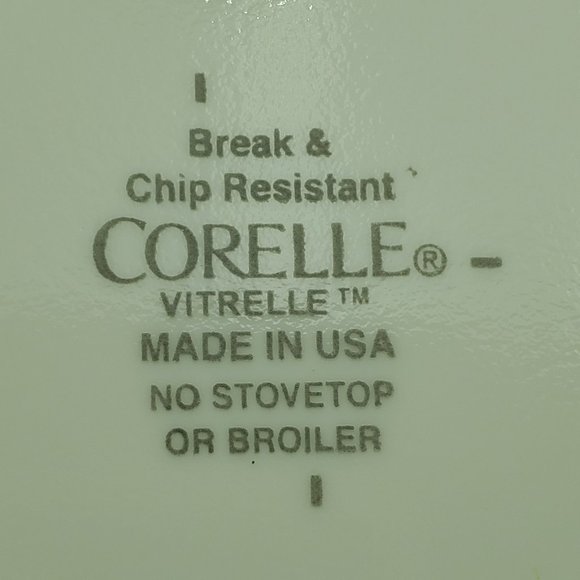 Break &
Chip Resistant
CORELLE®
VITRELLE™
MADE IN USA
NO STOVETOP
OR BROILER